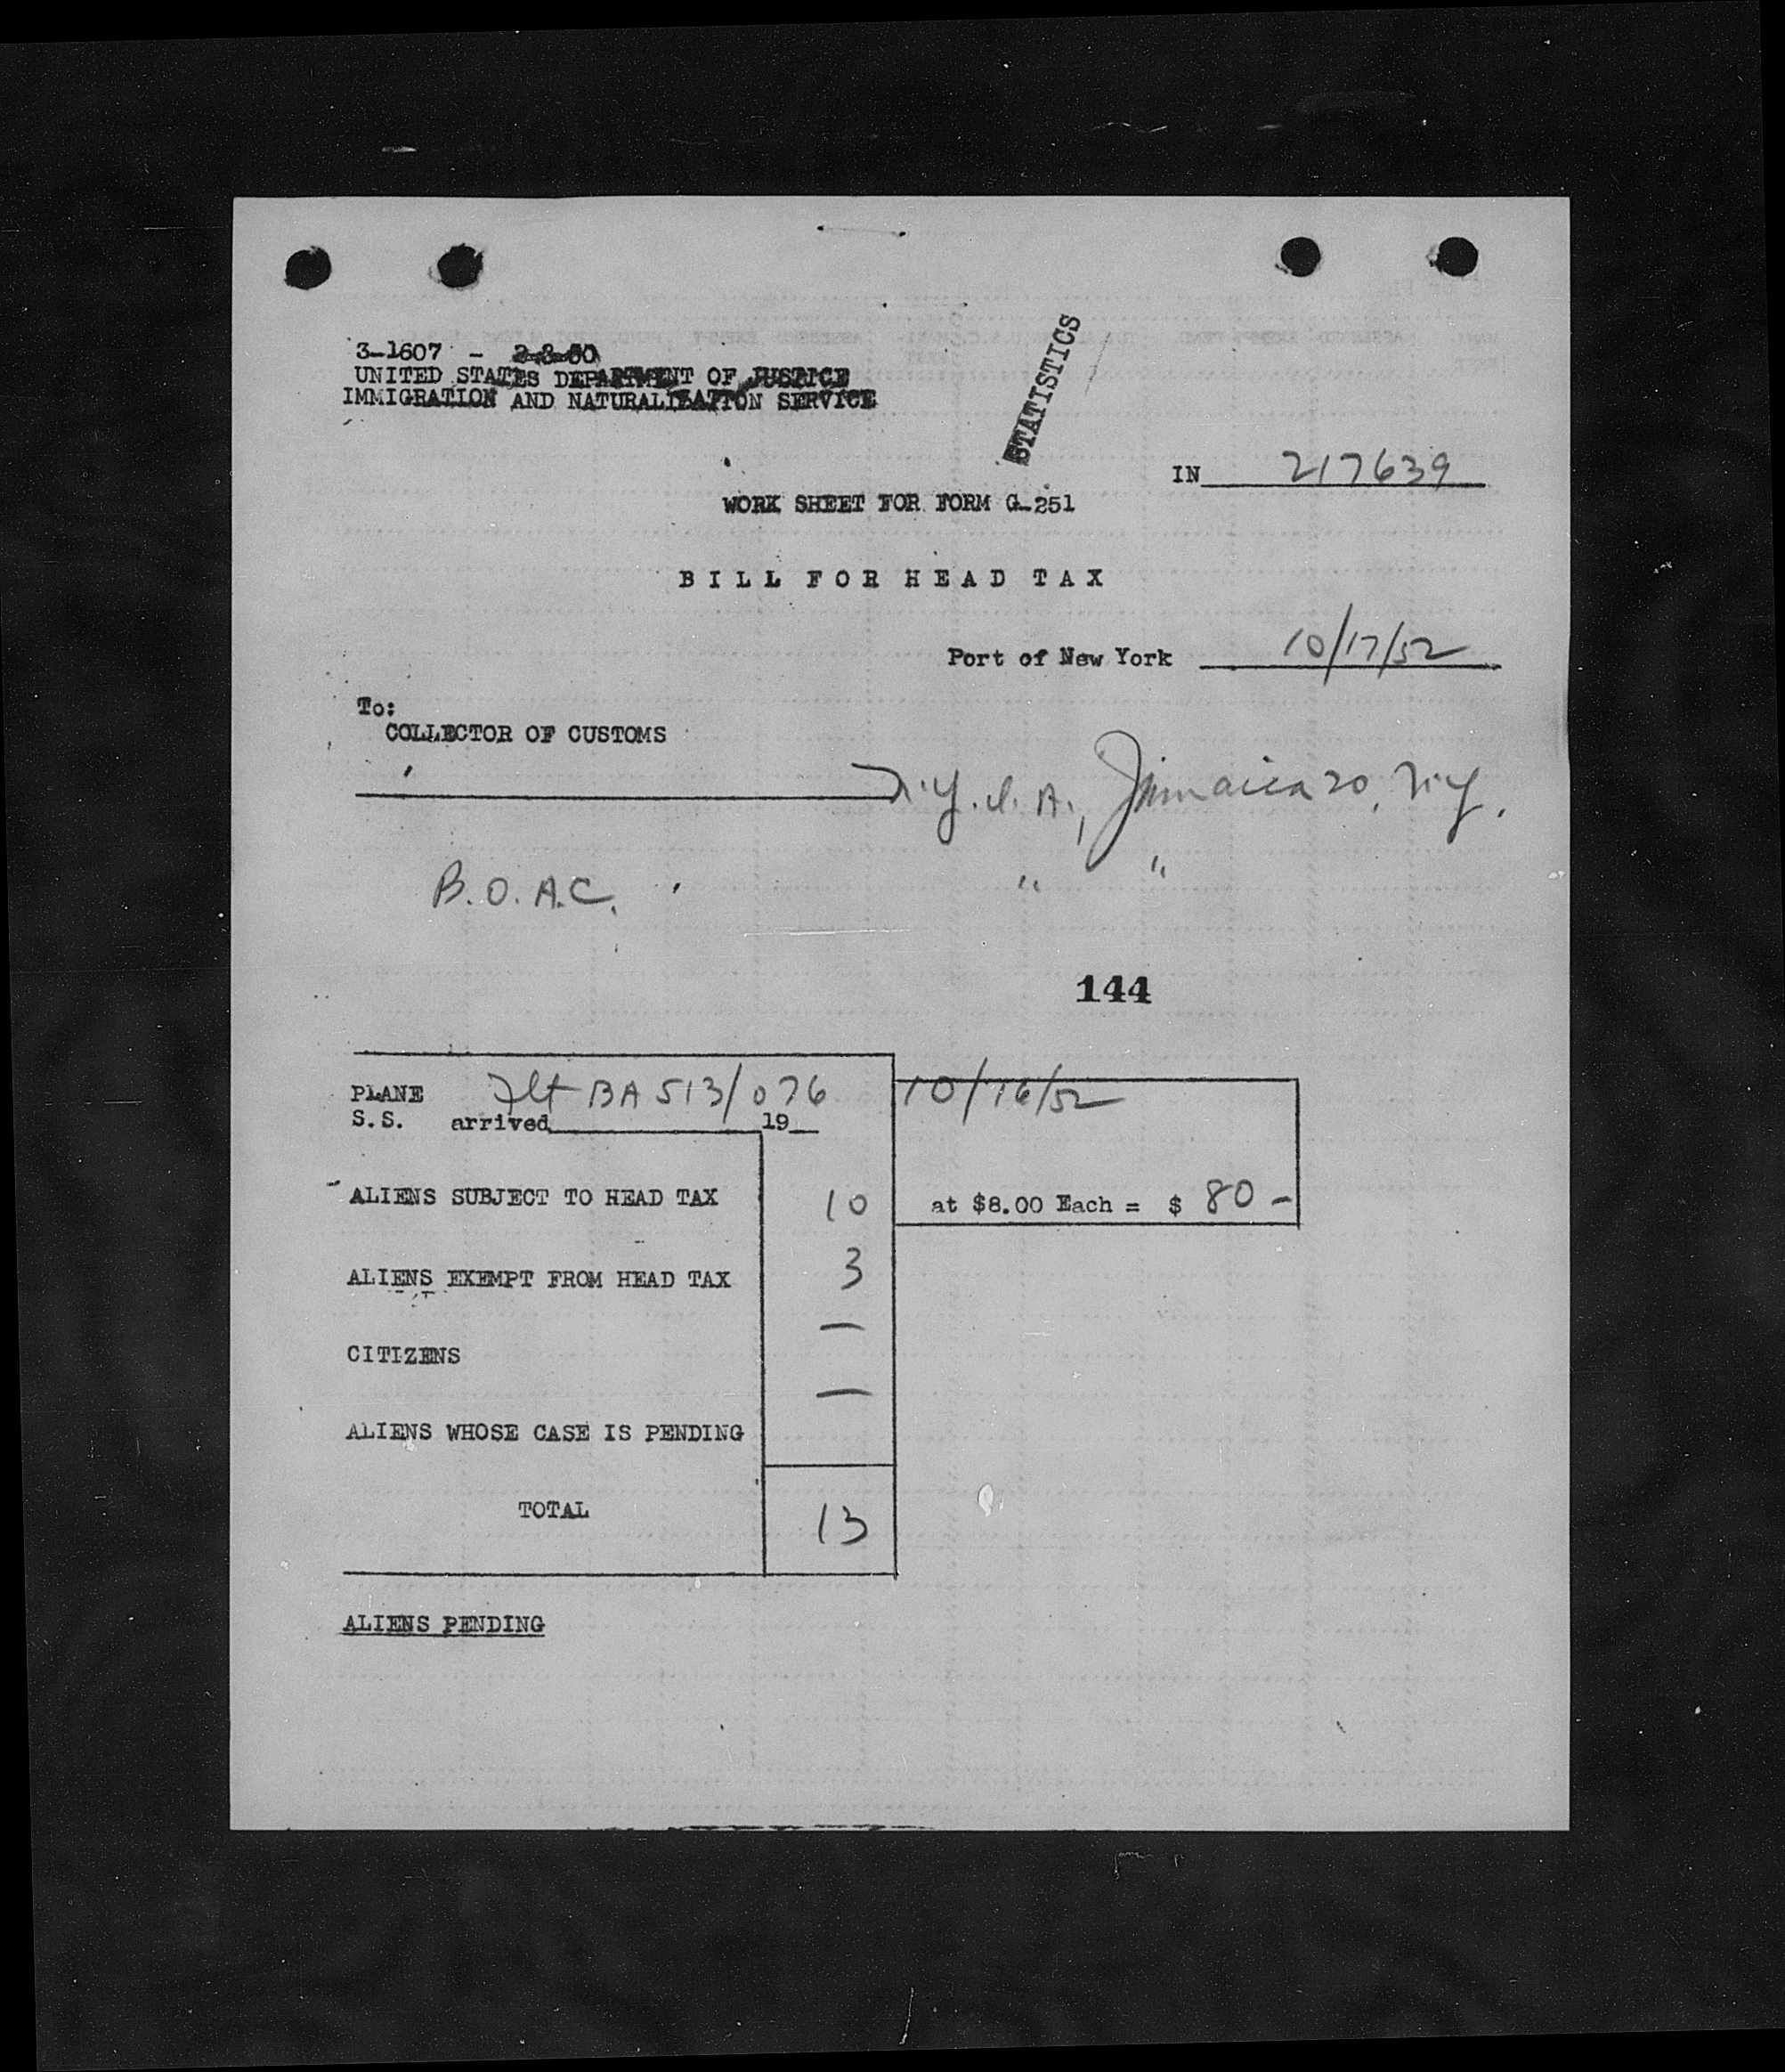 3-1607 - 2-8-50
UNITED STATES DEPARTMENT OF JUSTICE
IMMIGRATION AND NATURALIZATION SERVICE
STATISTICS
IN 217639
WORK SHEET FOR FORM G-251
BILL FOR HEAD TAX
Port of New York 10/17/52
To:
COLLECTOR OF CUSTOMS
N.Y.I.A., Jamaica 20, N.Y.
B.O.A.C. " "
144
PLANE Flt BA 513/076 10/16/52
S.S. arrived 19
ALIENS SUBJECT TO HEAD TAX 10 at $8.00 Each = $ 80 -
ALIENS EXEMPT FROM HEAD TAX 3
CITIZENS —
ALIENS WHOSE CASE IS PENDING —
TOTAL 13
ALIENS PENDING